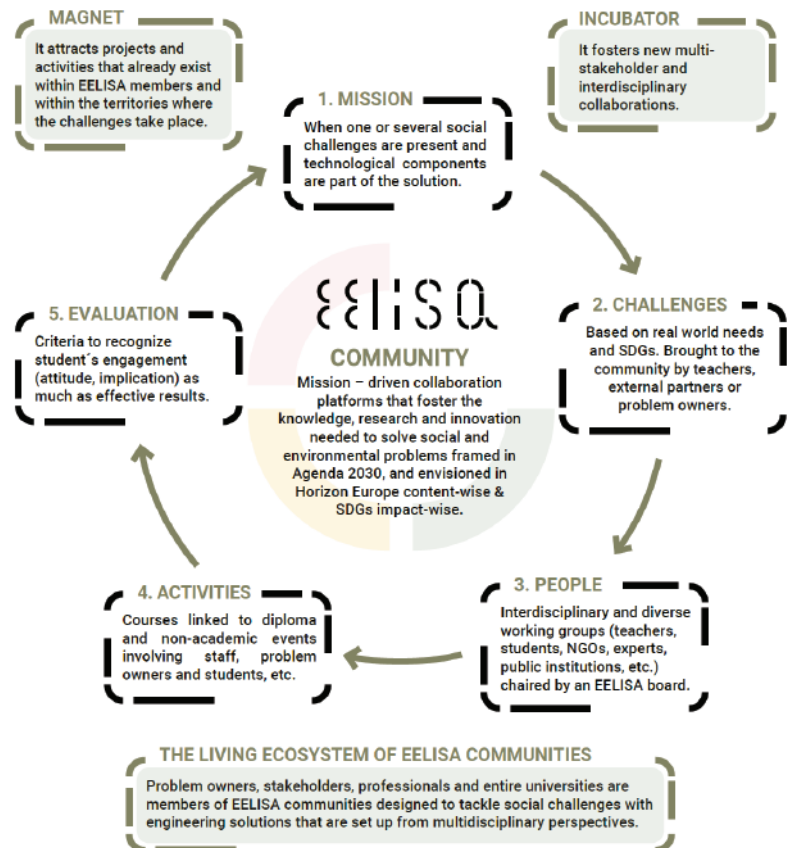 MAGNET
It attracts projects and
activities that already exist
within EELISA members and
within the territories where
the challenges take place.
INCUBATOR
It fosters new multi-
stakeholder and
interdisciplinary
collaborations.
1. MISSION
When one or several social
challenges are present and
technological components
are part of the solution.
2. CHALLENGES
Based on real world needs
and SDGs. Brought to the
community by teachers,
external partners or
problem owners.
3. PEOPLE
Interdisciplinary and diverse
working groups (teachers,
students, NGOs, experts,
public institutions, etc.)
chaired by an EELISA board.
4. ACTIVITIES
Courses linked to diploma
and non-academic events
involving staff, problem
owners and students, etc.
5. EVALUATION
Criteria to recognize
student´s engagement
(attitude, implication) as
much as effective results.
EELISA
COMMUNITY
Mission – driven collaboration
platforms that foster the
knowledge, research and innovation
needed to solve social and
environmental problems framed in
Agenda 2030, and envisioned in
Horizon Europe content-wise &
SDGs impact-wise.
THE LIVING ECOSYSTEM OF EELISA COMMUNITIES
Problem owners, stakeholders, professionals and entire universities are
members of EELISA communities designed to tackle social challenges with
engineering solutions that are set up from multidisciplinary perspectives.